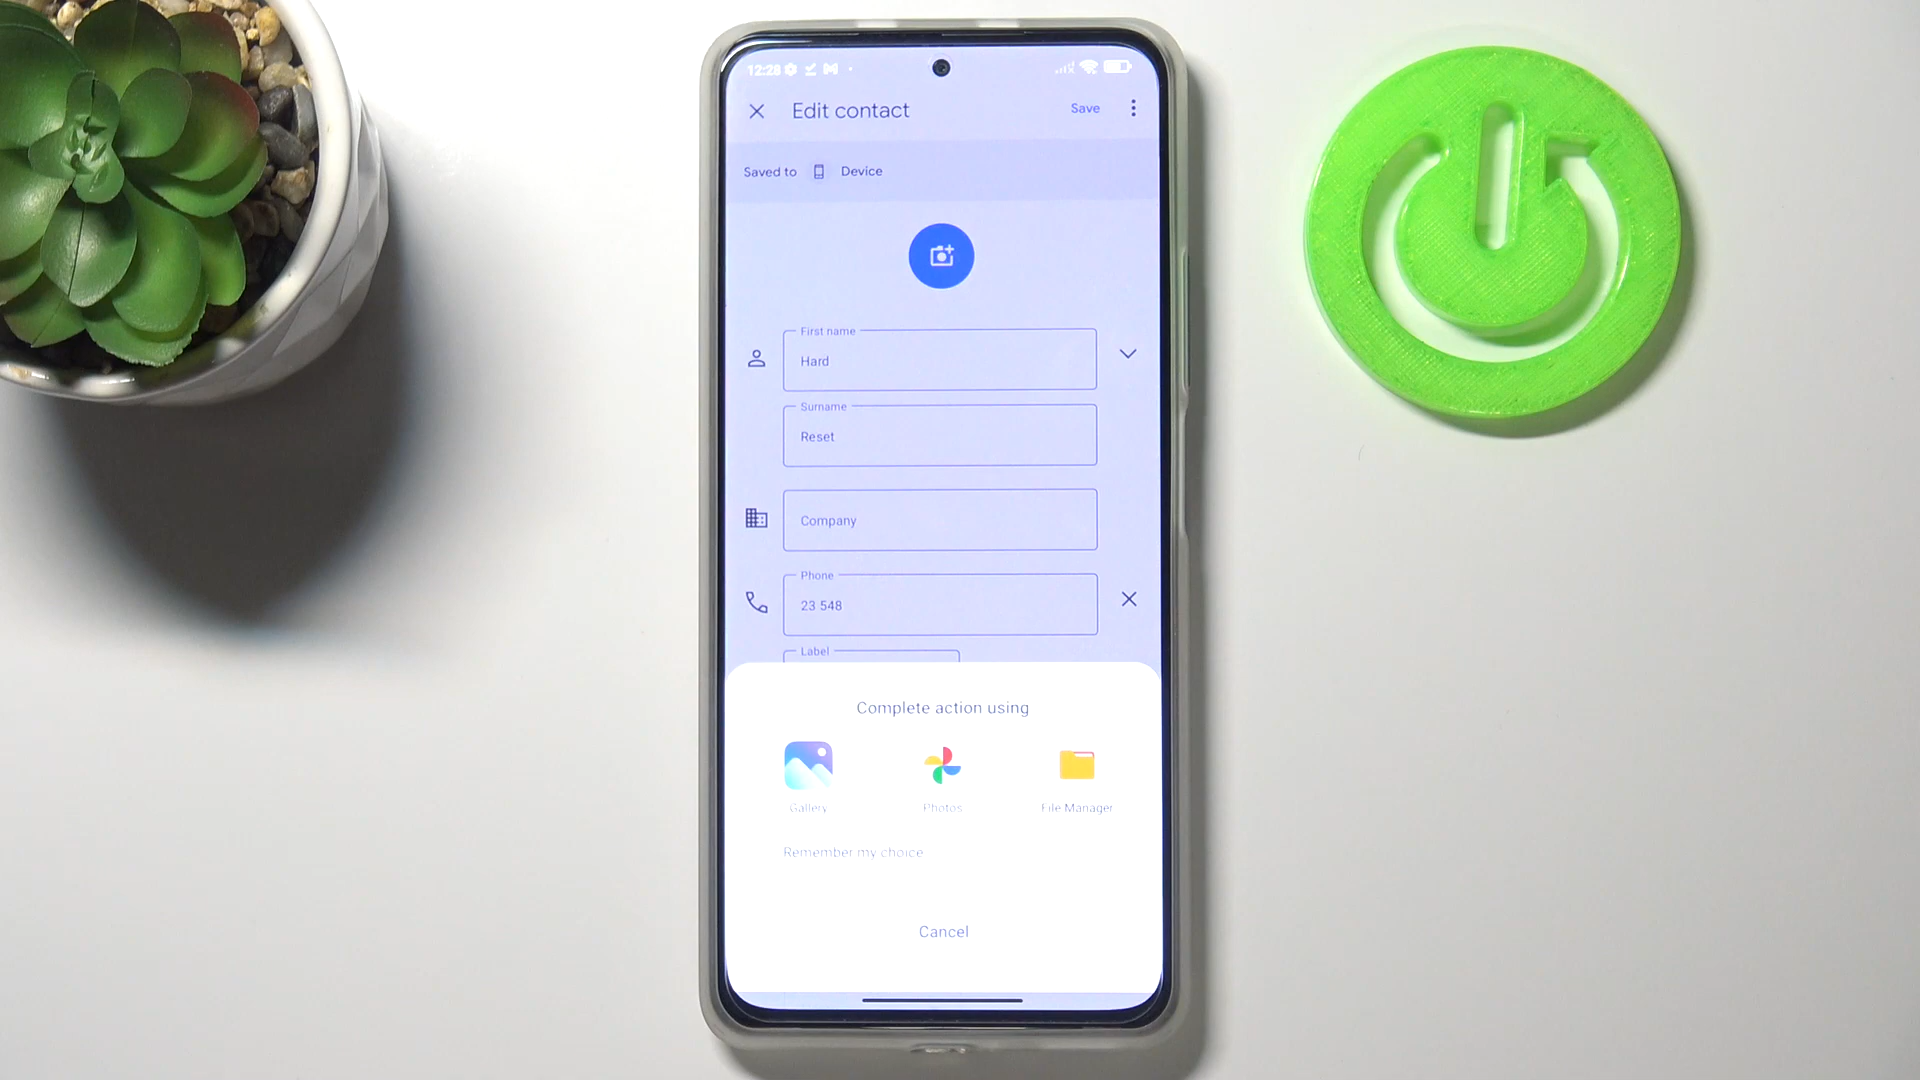 12:28
Edit contact
Save
Saved to Device
First name
Hard
Surname
Reset
Company
Phone
23 548
Label
Complete action using
Gallery Photos File Manager
Remember my choice
Cancel